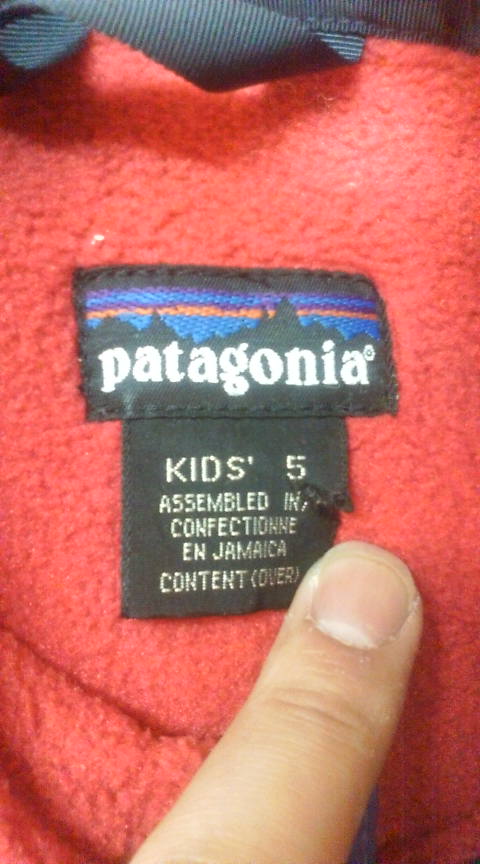 patagonia®
KIDS' 5
ASSEMBLED IN/
CONFECTIONNE
EN JAMAICA
CONTENT (OVER)